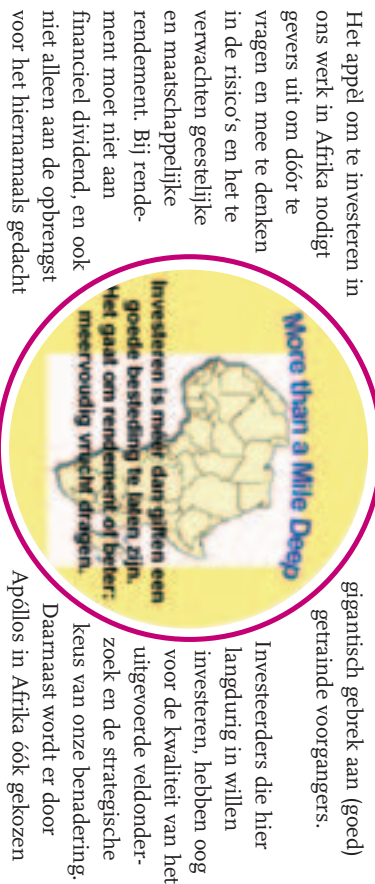 Het appèl om te investeren in
ons werk in Afrika nodigt
gevers uit om dóór te
vragen en mee te denken
in de risico‘s en het te
verwachten geestelijke
en maatschappelijke
rendement. Bij rende-
ment moet niet aan
financieel dividend, en ook
niet alleen aan de opbrengst
voor het hiernamaals gedacht
More than a Mile Deep
Investeren is meer dan giften een
goede besteding te laten zijn.
Het gaat om rendement of beter:
meervoudig vrucht dragen.
gigantisch gebrek aan (goed)
getrainde voorgangers.
Investeerders die hier
langdurig in willen
investeren, hebben oog
voor de kwaliteit van het
uitgevoerde veldonder-
zoek en de strategische
keus van onze benadering.
Daarnaast wordt er door
Apóllos in Afrika óók gekozen